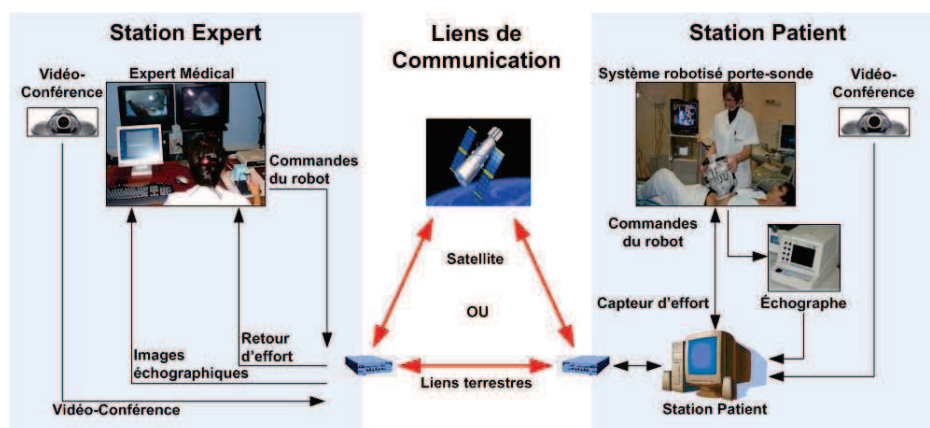 Station Expert
Liens de
Communication
Station Patient
Vidéo-
Conférence
Expert Médical
Système robotisé porte-sonde
Vidéo-
Conférence
Commandes
du robot
Commandes
du robot
Satellite
OU
Capteur d'effort
Échographe
Retour
d'effort
Images
échographiques
Liens terrestres
Vidéo-Conférence
Station Patient